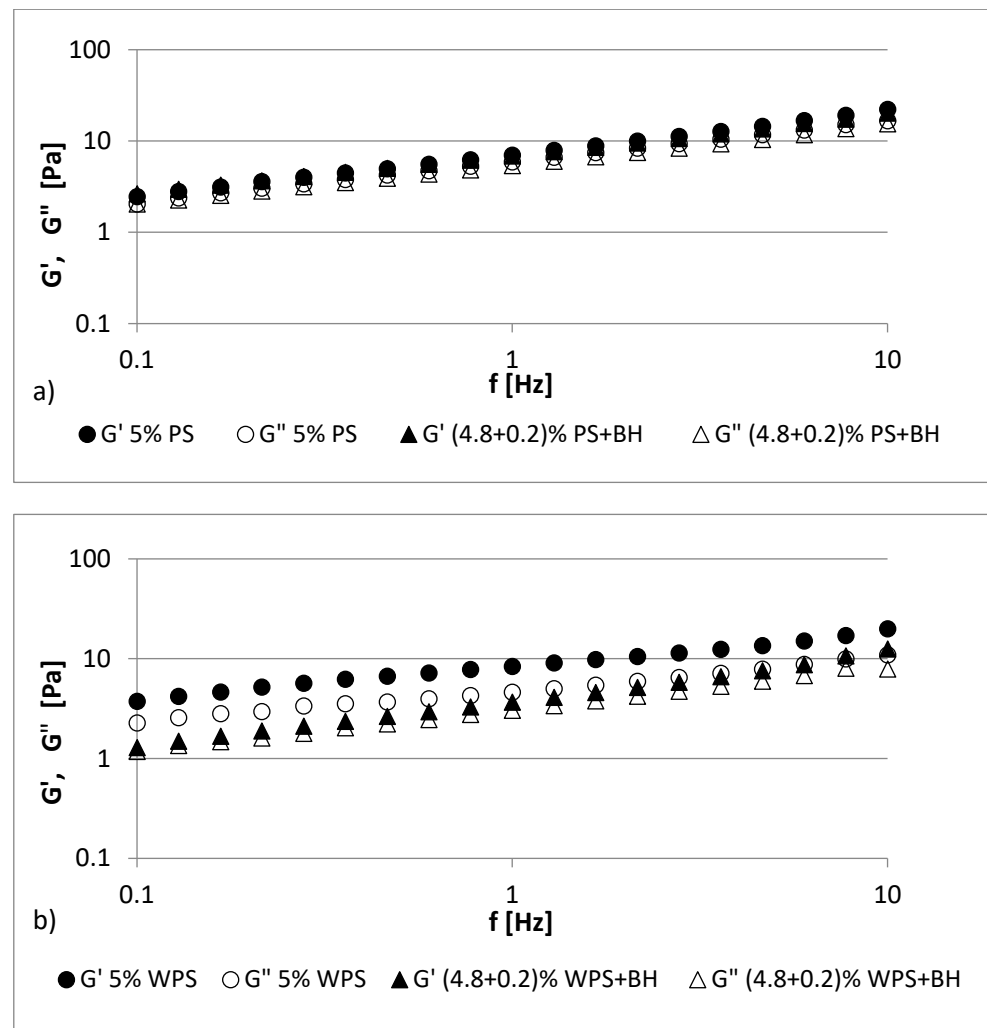 100
10
1
0.1
G', G" [Pa]
0.1 1 10
f [Hz]
a)
G' 5% PS G" 5% PS G' (4.8+0.2)% PS+BH G" (4.8+0.2)% PS+BH
100
10
1
0.1
G', G" [Pa]
0.1 1 10
f [Hz]
b)
G' 5% WPS G" 5% WPS G' (4.8+0.2)% WPS+BH G" (4.8+0.2)% WPS+BH